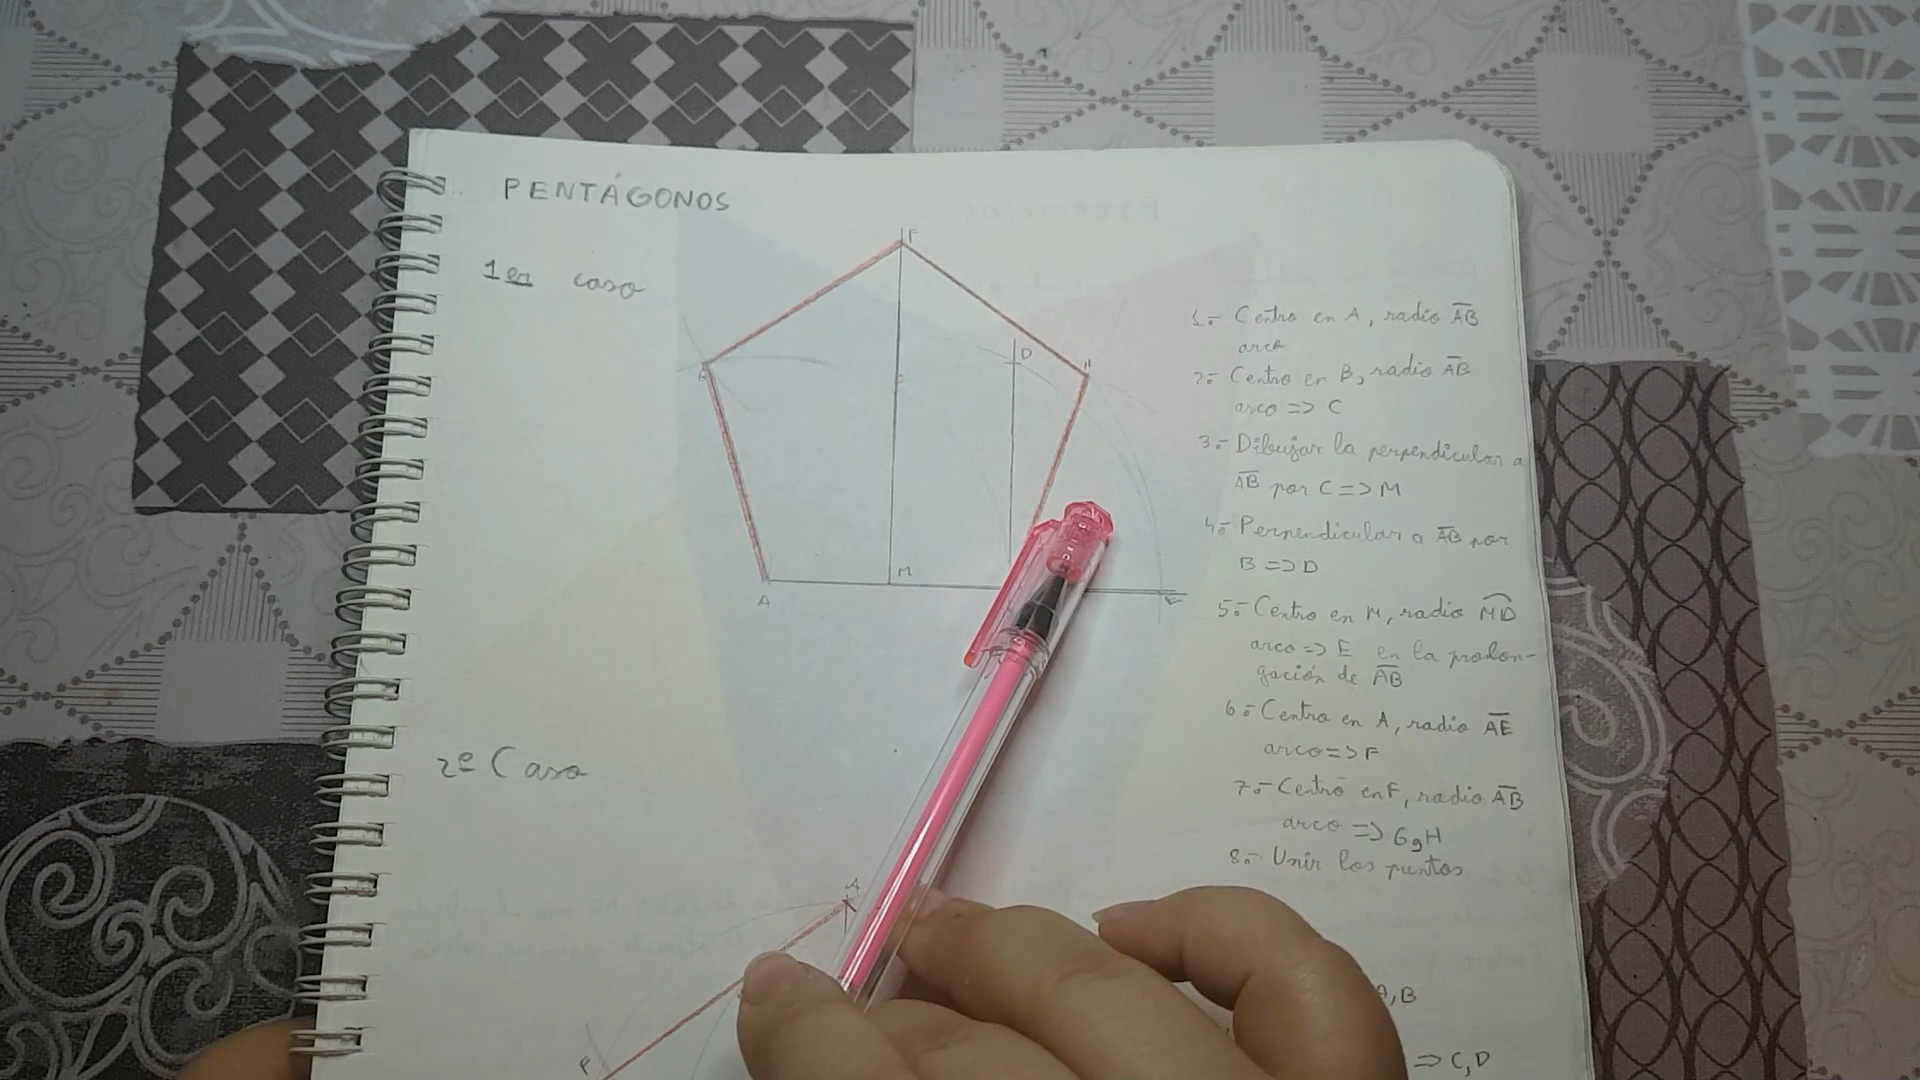 PENTÁGONOS
1er caso
F
D
H
G
C
M
A
E
1.- Centro en A, radio AB
arco
2.- Centro en B, radio AB
arco => C
3.- Dibujar la perpendicular a
AB por C => M
4.- Perpendicular a AB por
B => D
5.- Centro en M, radio MD
arco => E en la prolon-
gación de AB
6.- Centro en A, radio AE
arco => F
7.- Centro en F, radio AB
arco => G y H
8.- Unir los puntos
2º Caso
A
F
A,B
=> C,D